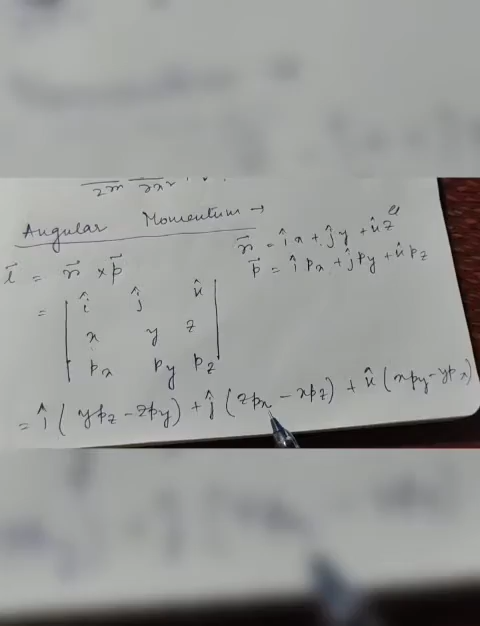 Angular Momentum →
r⃗ = î x + ĵ y + k̂ z
l⃗ = r⃗ × p⃗
p⃗ = î px + ĵ py + k̂ pz
= | î ĵ k̂ |
| x y z |
| px py pz |
= î (ypz - zpy) + ĵ (zpx - xpz) + k̂ (xpy - ypx)